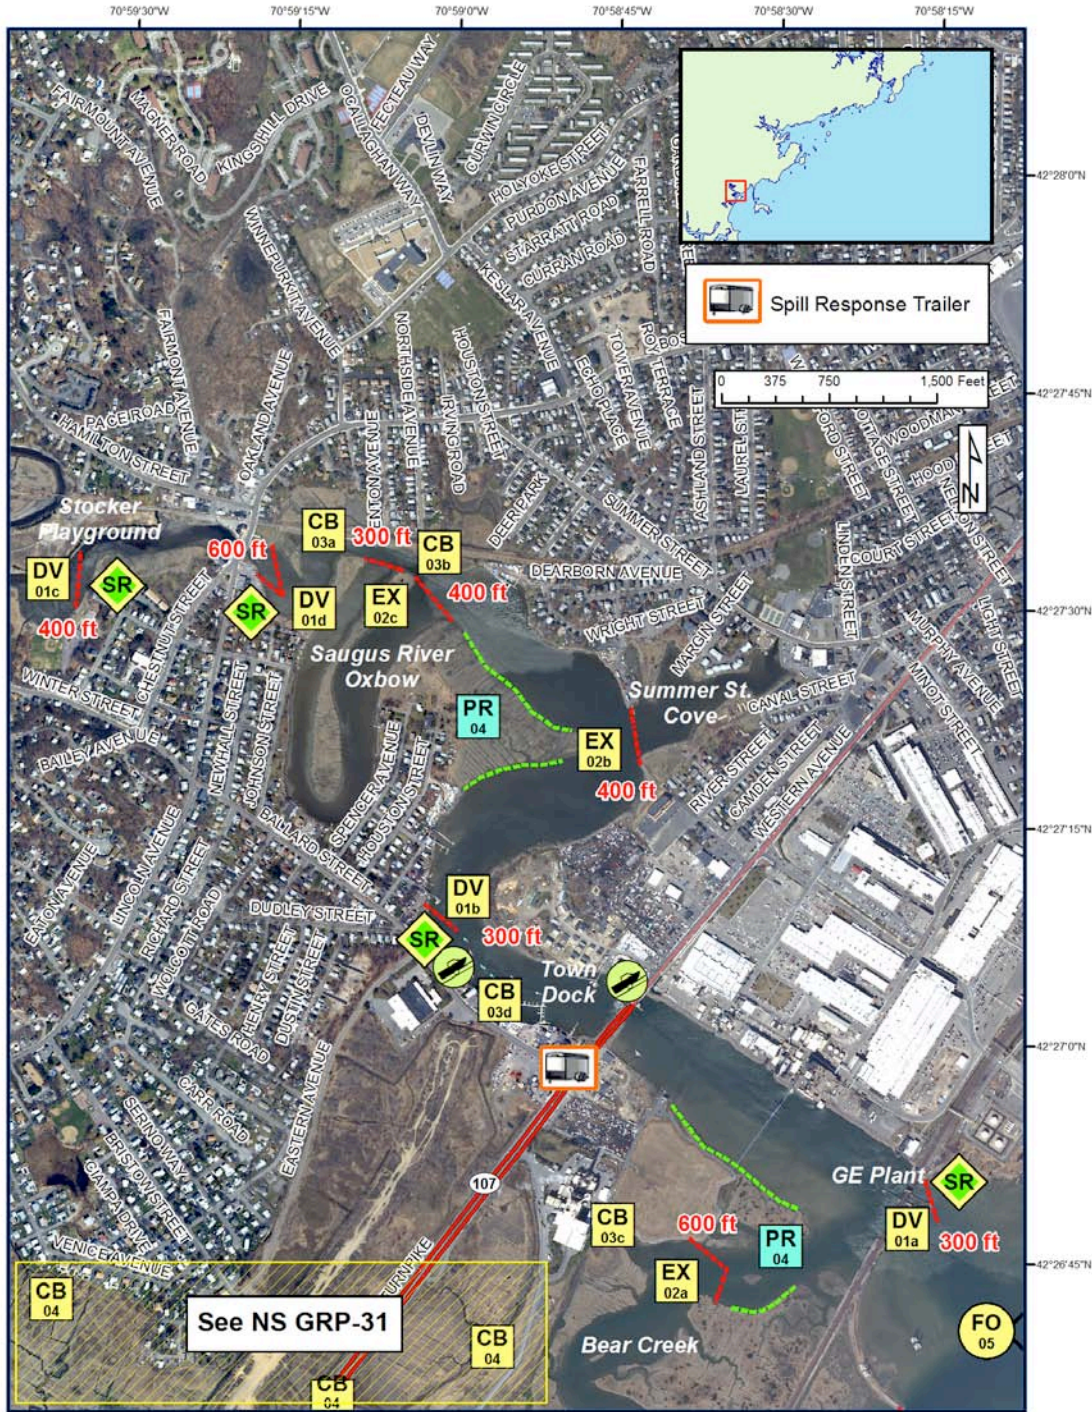 70°59'30"W
70°59'15"W
70°59'0"W
70°58'45"W
70°58'30"W
70°58'15"W
42°28'0"N
42°27'45"N
42°27'30"N
42°27'15"N
42°27'0"N
42°26'45"N
Spill Response Trailer
0 375 750 1,500 Feet
N
FAIRMOUNT AVENUE
MAGNER ROAD
KINGSHILL DRIVE
OCALLAGHAN WAY
FECTEAU WAY
DEVLIN WAY
CURWIN CIRCLE
HOLYOKE STREET
PURDON AVENUE
STARRATT ROAD
CURRAN ROAD
FARRELL ROAD
WINNEPURKIT AVENUE
KESLAR AVENUE
FAIRMONT AVENUE
NORTHSIDE AVENUE
HOUSTON STREET
IRVING ROAD
ECHO PLACE
TOWER AVENUE
ROY TERRACE
BOS
PAGE ROAD
HAMILTON STREET
OAKLAND AVENUE
ENTON AVENUE
DEER PARK
SUMMER STREET
ASHLAND STREET
LAUREL ST
FORD STREET
OTTAGE STREET
WOODMAN
HOOD
COURT STREET
LINDEN STREET
LIGHT STREET
MURPHY AVENUE
MINOT STREET
DEARBORN AVENUE
WRIGHT STREET
MARGIN STREET
CANAL STREET
RIVER STREET
CAMDEN STREET
WESTERN AVENUE
Stocker
Playground
DV
01c
SR
400 ft
600 ft
SR
DV
01d
CB
03a
300 ft
CB
03b
EX
02c
400 ft
Saugus River
Oxbow
PR
04
Summer St.
Cove
EX
02b
400 ft
CHESTNUT STREET
WINTER STREET
BAILEY AVENUE
NEWHALL STREET
JOHNSON STREET
BALLARD STREET
SPENCER AVENUE
HOUSTON STREET
EATON AVENUE
LINCOLN AVENUE
RICHARD STREET
WOLCOTT ROAD
DUDLEY STREET
HENRY STREET
DUSTIN STREET
GATES ROAD
CARR ROAD
EASTERN AVENUE
SERINO WAY
BRISTOW STREET
CIAMPA DRIVE
VENICE AVENUE
DV
01b
SR
300 ft
CB
03d
Town
Dock
107
URNPIKE
GE Plant
SR
DV
01a
300 ft
CB
03c
600 ft
PR
04
EX
02a
Bear Creek
FO
05
CB
04
See NS GRP-31
CB
04
CB
04